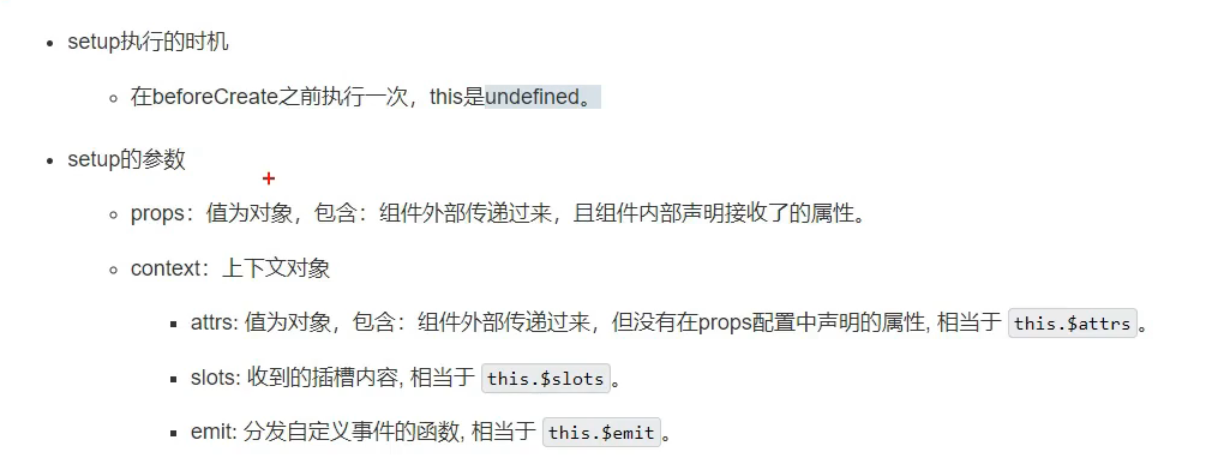 setup执行的时机
在beforeCreate之前执行一次，this是undefined。
setup的参数
props：值为对象，包含：组件外部传递过来，且组件内部声明接收了的属性。
context：上下文对象
attrs: 值为对象，包含：组件外部传递过来，但没有在props配置中声明的属性, 相当于 this.$attrs。
slots: 收到的插槽内容, 相当于 this.$slots。
emit: 分发自定义事件的函数, 相当于 this.$emit。